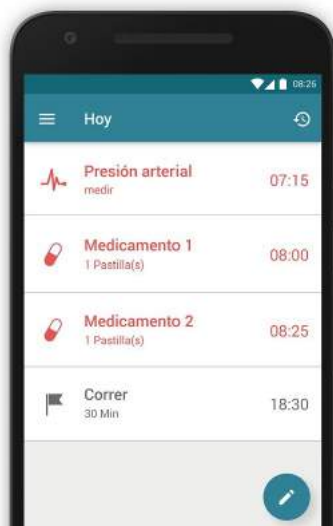 08:26
Hoy
Presión arterial
medir
07:15
Medicamento 1
1 Pastilla(s)
08:00
Medicamento 2
1 Pastilla(s)
08:25
Correr
30 Min
18:30